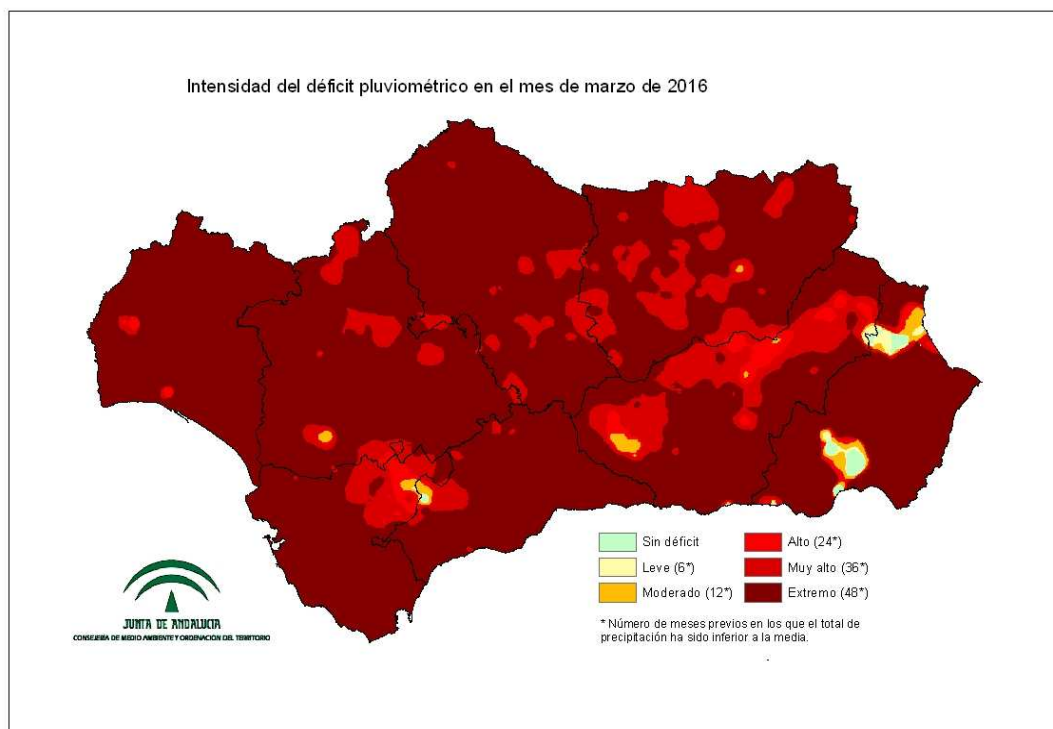 Intensidad del déficit pluviométrico en el mes de marzo de 2016
Sin déficit
Leve (6*)
Moderado (12*)
Alto (24*)
Muy alto (36*)
Extremo (48*)
* Número de meses previos en los que el total de
precipitación ha sido inferior a la media.
JUNTA DE ANDALUCIA
CONSEJERÍA DE MEDIO AMBIENTE Y ORDENACIÓN DEL TERRITORIO